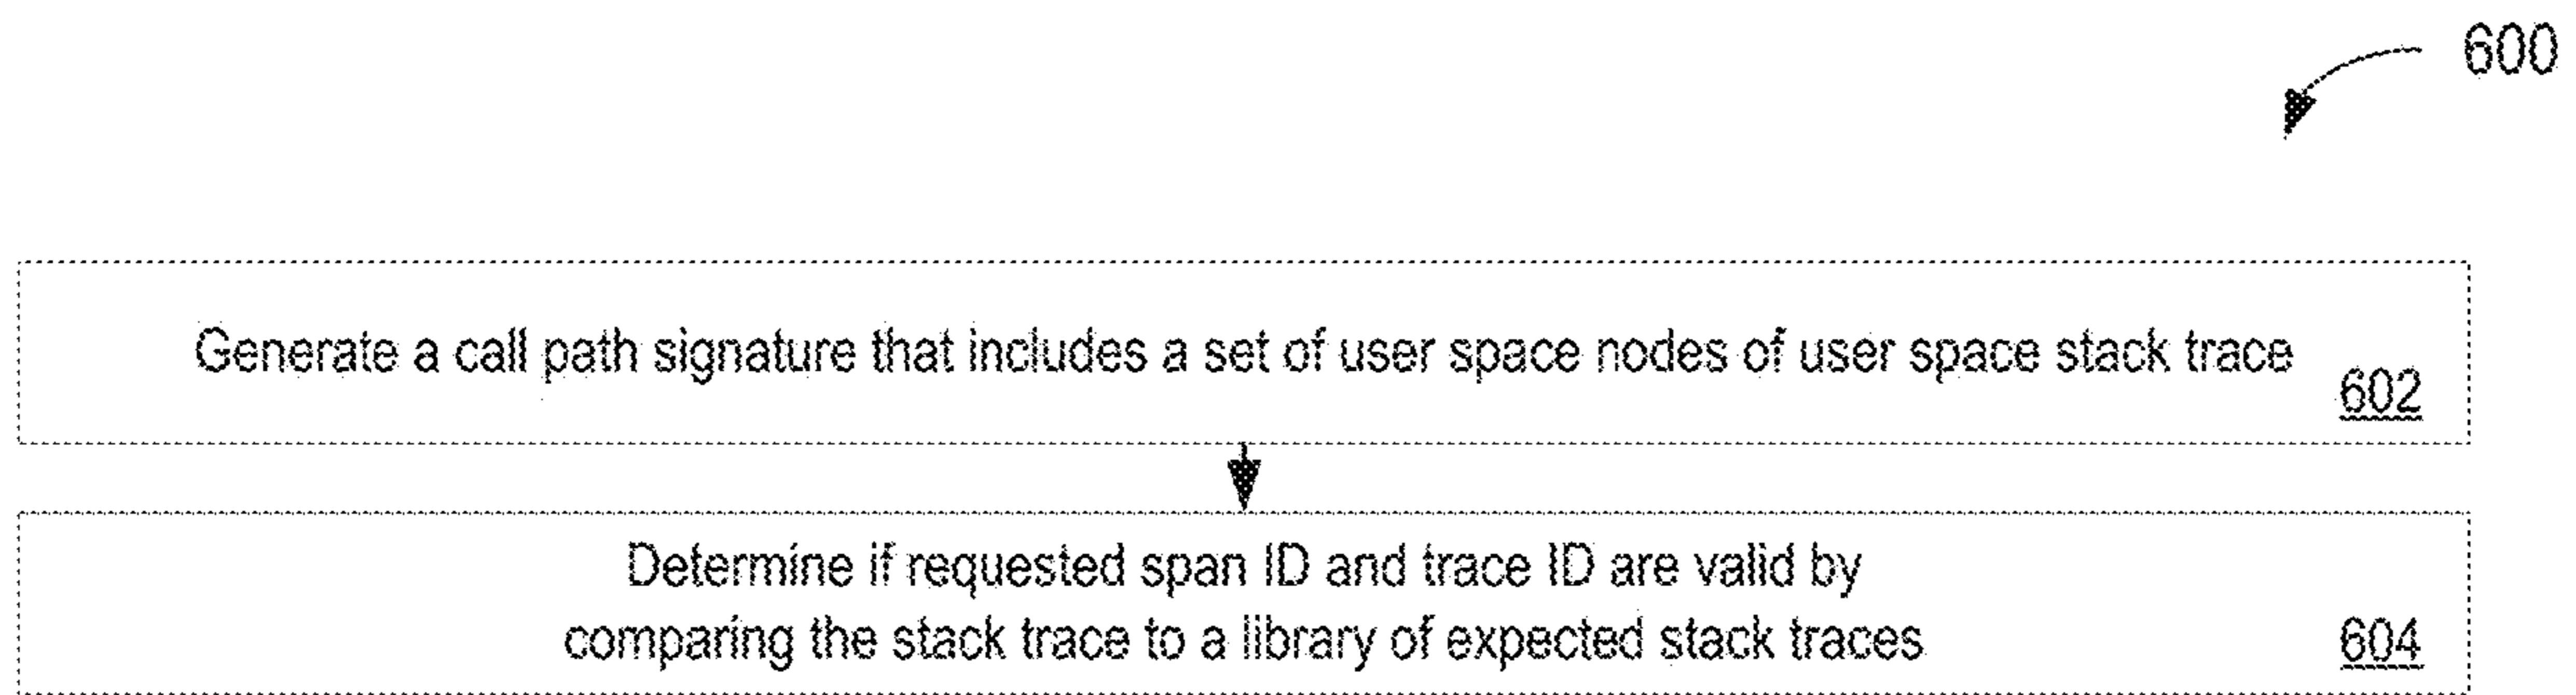 600
Generate a call path signature that includes a set of user space nodes of user space stack trace
602
Determine if requested span ID and trace ID are valid by
comparing the stack trace to a library of expected stack traces
604